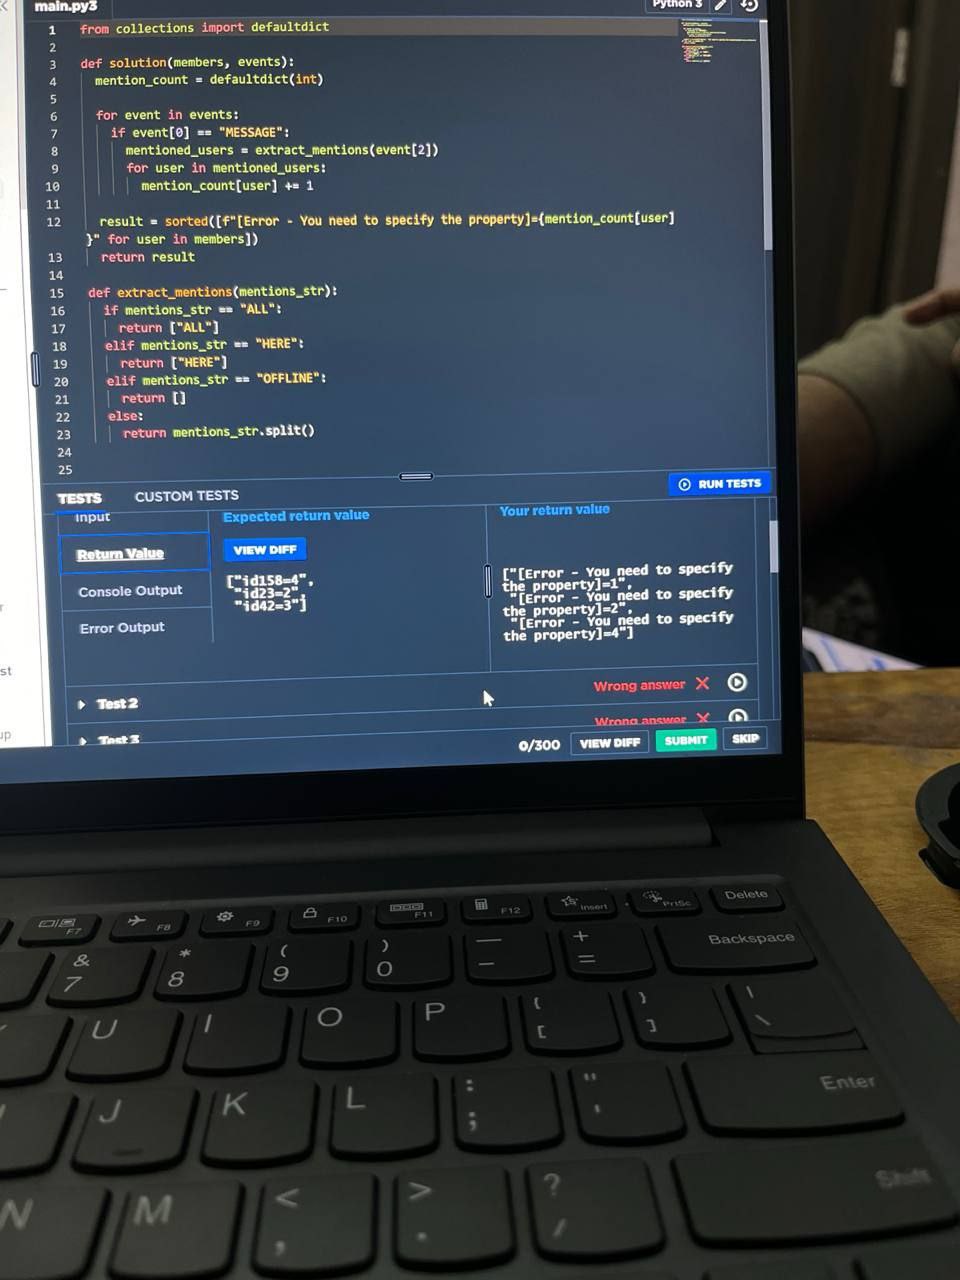 main.py3
Python 3
1 from collections import defaultdict
2
3 def solution(members, events):
4 mention_count = defaultdict(int)
5
6 for event in events:
7 if event[0] == "MESSAGE":
8 mentioned_users = extract_mentions(event[2])
9 for user in mentioned_users:
10 mention_count[user] += 1
11
12 result = sorted([f"[Error - You need to specify the property]={mention_count[user]
}" for user in members])
13 return result
14
15 def extract_mentions(mentions_str):
16 if mentions_str == "ALL":
17 return ["ALL"]
18 elif mentions_str == "HERE":
19 return ["HERE"]
20 elif mentions_str == "OFFLINE":
21 return []
22 else:
23 return mentions_str.split()
24
25
TESTS
CUSTOM TESTS
RUN TESTS
Input
Return Value
Console Output
Error Output
Expected return value
VIEW DIFF
["id158=4",
"id23=2",
"id42=3"]
Your return value
["[Error - You need to specify
the property]=1",
"[Error - You need to specify
the property]=2",
"[Error - You need to specify
the property]=4"]
Test 2
Wrong answer
Test 3
Wrong answer
st
up
0/300
VIEW DIFF
SUBMIT
SKIP
F7
F8
F9
F10
F11
F12
Insert
PrtSc
Delete
& 7
* 8
( 9
) 0
— -
+ =
Backspace
U
I
O
P
{ [
} ]
| \
J
K
L
: ;
" '
Enter
N
M
< ,
> .
? /
Shift